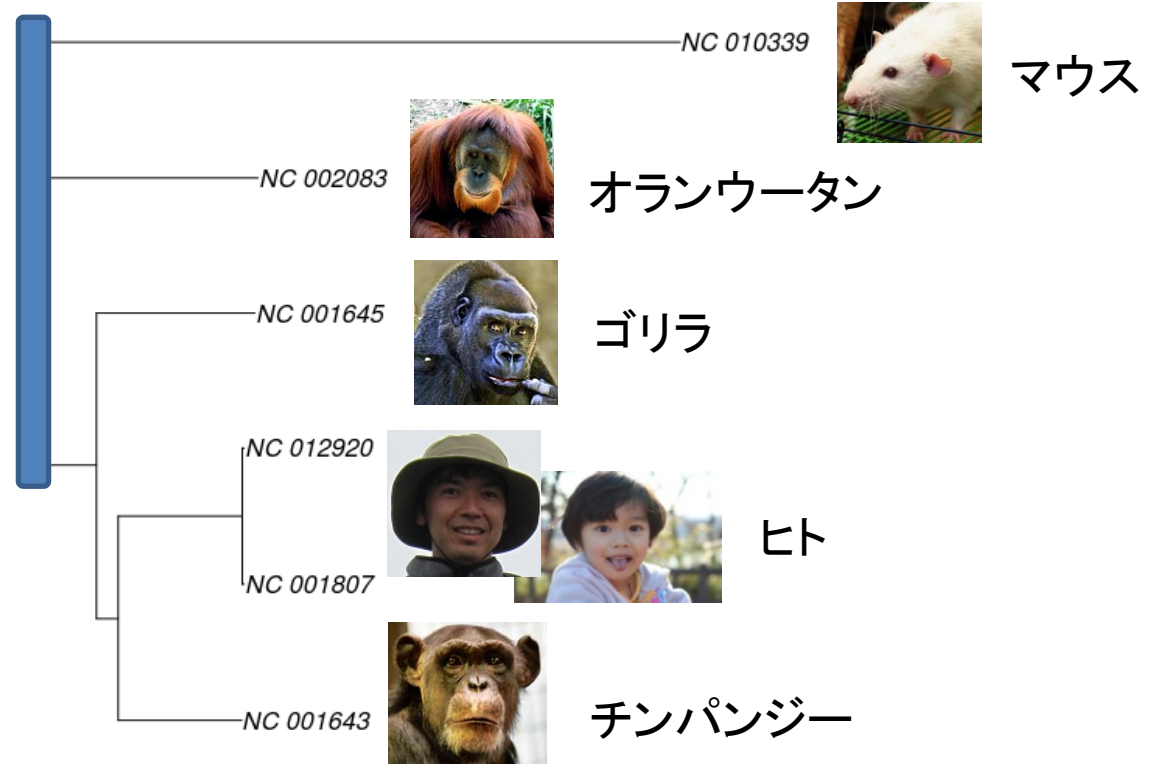 NC 010339
マウス
NC 002083
オランウータン
NC 001645
ゴリラ
NC 012920
ヒト
NC 001807
NC 001643
チンパンジー